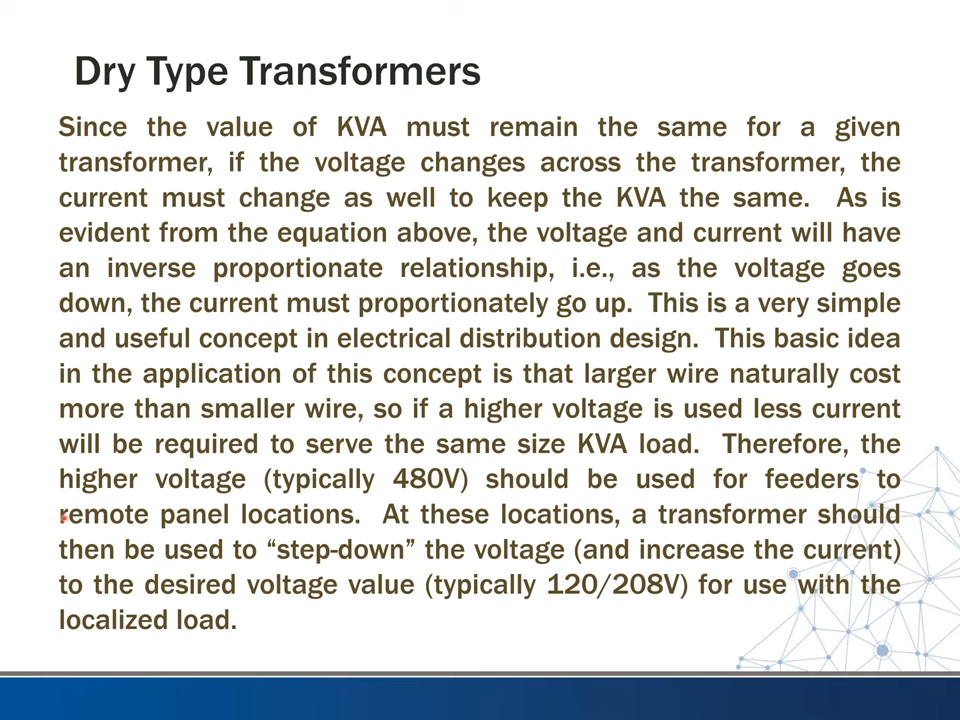 Dry Type Transformers
Since the value of KVA must remain the same for a given
transformer, if the voltage changes across the transformer, the
current must change as well to keep the KVA the same. As is
evident from the equation above, the voltage and current will have
an inverse proportionate relationship, i.e., as the voltage goes
down, the current must proportionately go up. This is a very simple
and useful concept in electrical distribution design. This basic idea
in the application of this concept is that larger wire naturally cost
more than smaller wire, so if a higher voltage is used less current
will be required to serve the same size KVA load. Therefore, the
higher voltage (typically 480V) should be used for feeders to
remote panel locations. At these locations, a transformer should
then be used to “step-down” the voltage (and increase the current)
to the desired voltage value (typically 120/208V) for use with the
localized load.